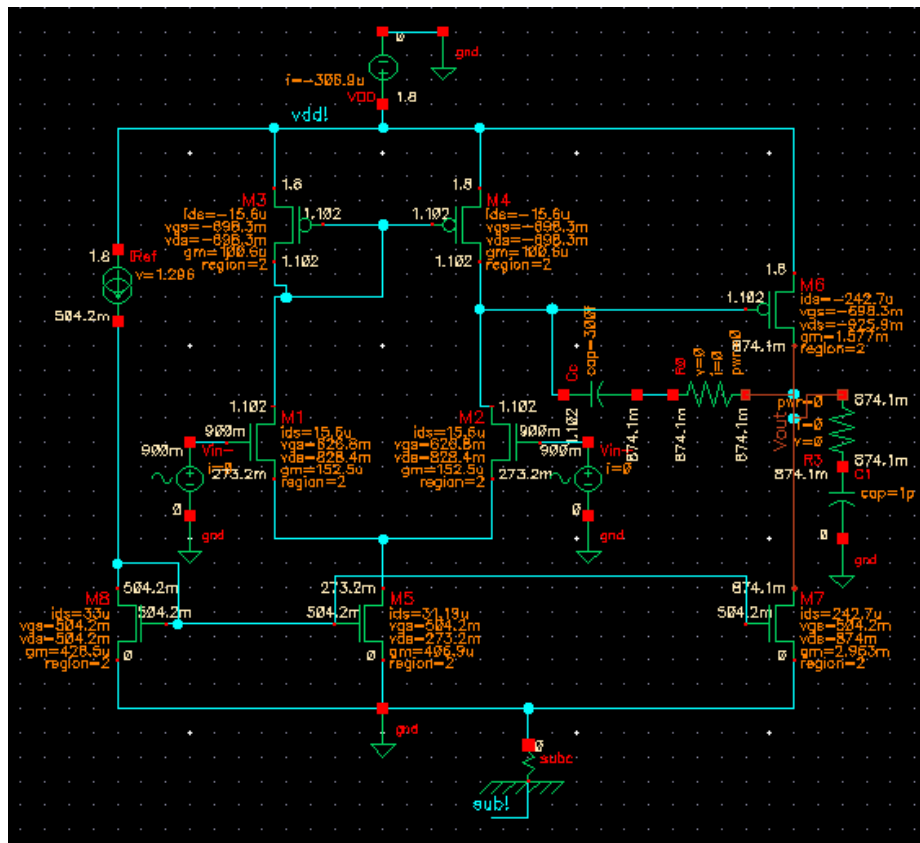 0
gnd
i=-306.9u
VDD
1.8
vdd!
1.8
M3
1.102
ids=-15.6u
vgs=-698.3m
vds=-698.3m
gm=100.6u
region=2
1.102
1.8
M4
1.102
ids=-15.6u
vgs=-698.3m
vds=-698.3m
gm=100.6u
region=2
1.102
1.8
IRef
v=1.296
504.2m
1.8
M6
1.102
ids=-242.7u
vgs=-698.3m
vds=-925.9m
gm=1.577m
region=2
874.1m
Cc
cap=300f
1.102
874.1m
R0
v=0
i=0
pwr=0
874.1m
874.1m
Vout
874.1m
pwr=0
i=0
v=0
R3
874.1m
C1
cap=1p
0
gnd
1.102
M1
900m
ids=15.6u
vgs=626.8m
vds=828.4m
gm=152.5u
region=2
273.2m
900m
Vin-
i=0
0
gnd
1.102
M2
900m
ids=15.6u
vgs=626.8m
vds=828.4m
gm=152.5u
region=2
273.2m
900m
i=0
0
gnd
504.2m
M8
504.2m
ids=33u
vgs=504.2m
vds=504.2m
gm=428.5u
region=2
0
273.2m
M5
504.2m
ids=31.19u
vgs=504.2m
vds=273.2m
gm=406.9u
region=2
0
874.1m
M7
504.2m
ids=242.7u
vgs=504.2m
vds=874m
gm=2.963m
region=2
0
gnd
0
subc
sub!